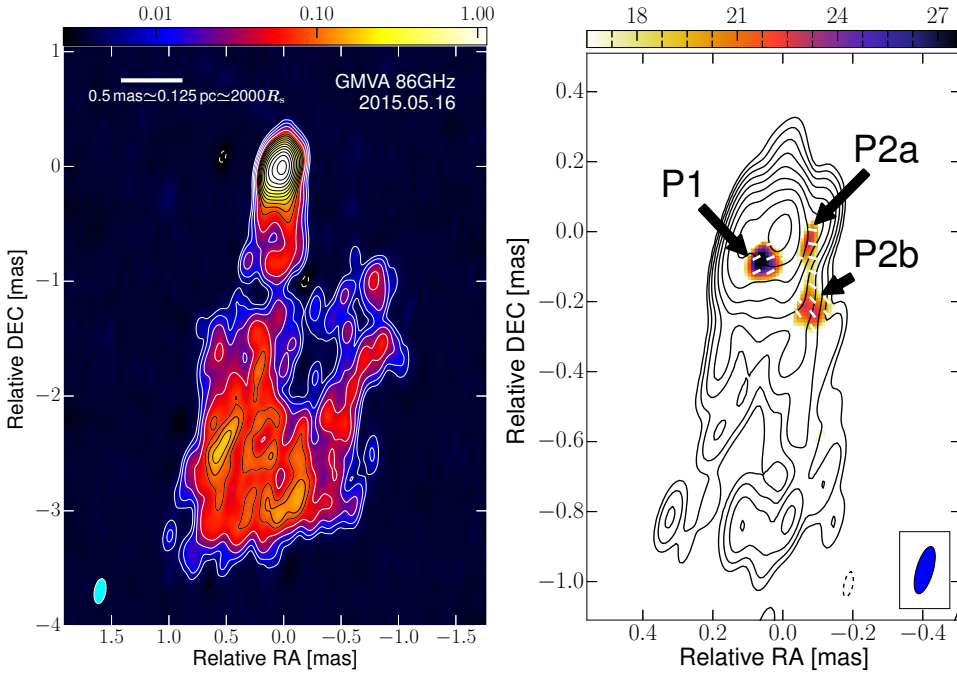 0.01 0.10 1.00
GMVA 86GHz
2015.05.16
0.5 mas≃0.125 pc≃2000Rs
1
0
−1
−2
−3
−4
Relative DEC [mas]
1.5 1.0 0.5 0.0 −0.5 −1.0 −1.5
Relative RA [mas]
18 21 24 27
P1
P2a
P2b
0.4
0.2
0.0
−0.2
−0.4
−0.6
−0.8
−1.0
Relative DEC [mas]
0.4 0.2 0.0 −0.2 −0.4
Relative RA [mas]